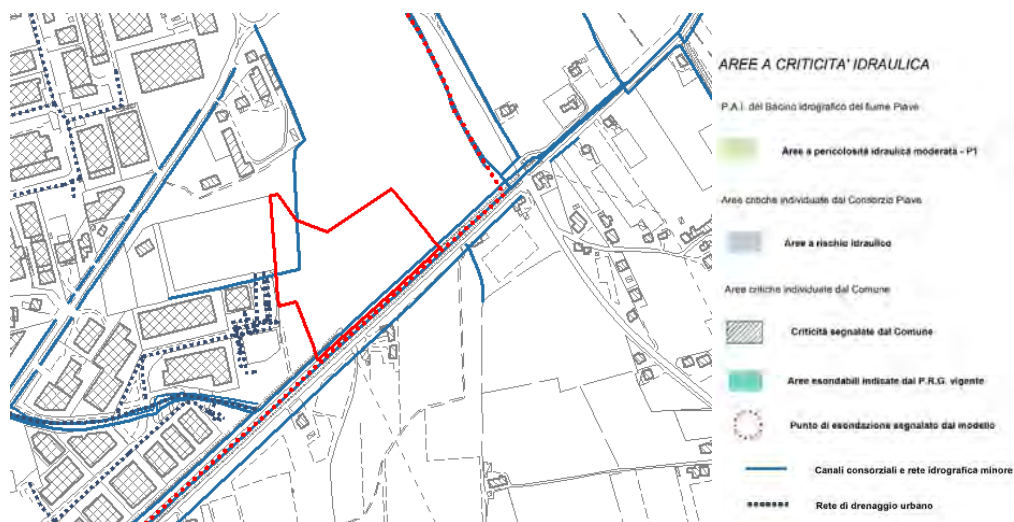 AREE A CRITICITA' IDRAULICA
P.A.I. del Bacino idrografico del fiume Piave
Aree a pericolosità idraulica moderata - P1
Aree critiche individuate dal Consorzio Piave
Aree a rischio idraulico
Aree critiche individuate dal Comune
Criticità segnalate dal Comune
Aree esondabili indicate dal P.R.G. vigente
Punto di esondazione segnalato dal modello
Canali consorziali e rete idrografica minore
Rete di drenaggio urbano